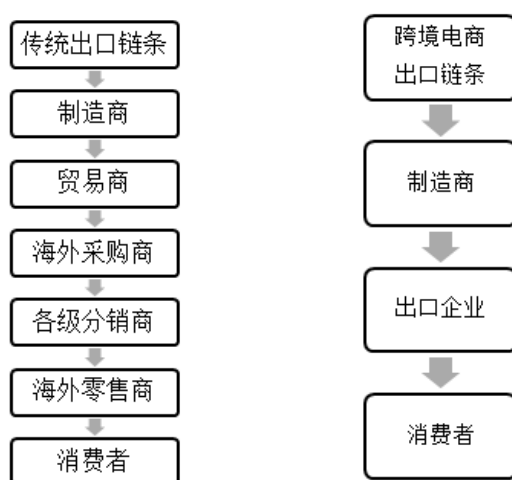 传统出口链条
制造商
贸易商
海外采购商
各级分销商
海外零售商
消费者
跨境电商
出口链条
制造商
出口企业
消费者